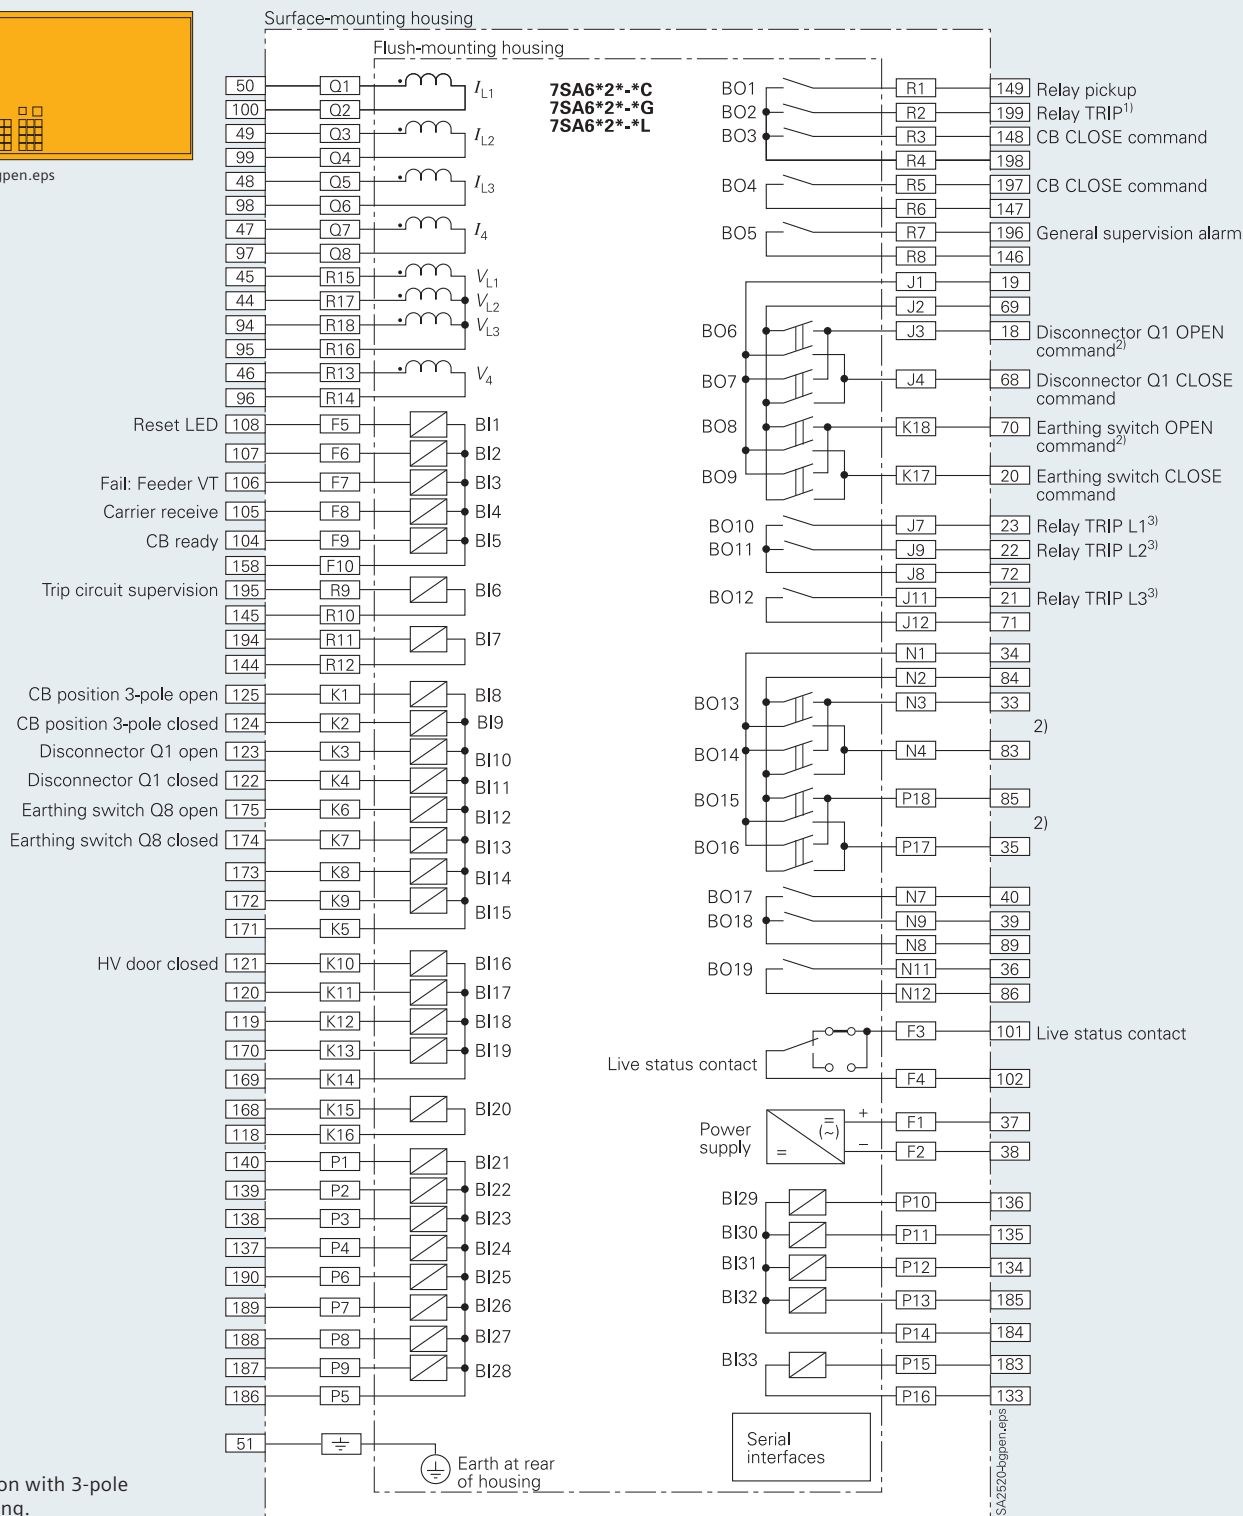 Surface-mounting housing
Flush-mounting housing
7SA6*2*-*C
7SA6*2*-*G
7SA6*2*-*L
gpen.eps
50 Q1 IL1
100 Q2
49 Q3 IL2
99 Q4
48 Q5 IL3
98 Q6
47 Q7 I4
97 Q8
45 R15 VL1
44 R17 VL2
94 R18 VL3
95 R16
46 R13 V4
96 R14
Reset LED 108 F5 BI1
107 F6 BI2
Fail: Feeder VT 106 F7 BI3
Carrier receive 105 F8 BI4
CB ready 104 F9 BI5
158 F10
Trip circuit supervision 195 R9 BI6
145 R10
194 R11 BI7
144 R12
CB position 3-pole open 125 K1 BI8
CB position 3-pole closed 124 K2 BI9
Disconnector Q1 open 123 K3 BI10
Disconnector Q1 closed 122 K4 BI11
Earthing switch Q8 open 175 K6 BI12
Earthing switch Q8 closed 174 K7 BI13
173 K8 BI14
172 K9 BI15
171 K5
HV door closed 121 K10 BI16
120 K11 BI17
119 K12 BI18
170 K13 BI19
169 K14
168 K15 BI20
118 K16
140 P1 BI21
139 P2 BI22
138 P3 BI23
137 P4 BI24
190 P6 BI25
189 P7 BI26
188 P8 BI27
187 P9 BI28
186 P5
51
Earth at rear
of housing
BO1 R1 149 Relay pickup
BO2 R2 199 Relay TRIP1)
BO3 R3 148 CB CLOSE command
R4 198
BO4 R5 197 CB CLOSE command
R6 147
BO5 R7 196 General supervision alarm
R8 146
J1 19
J2 69
BO6 J3 18 Disconnector Q1 OPEN
command2)
BO7 J4 68 Disconnector Q1 CLOSE
command
BO8 K18 70 Earthing switch OPEN
command2)
BO9 K17 20 Earthing switch CLOSE
command
BO10 J7 23 Relay TRIP L13)
BO11 J9 22 Relay TRIP L23)
J8 72
BO12 J11 21 Relay TRIP L33)
J12 71
N1 34
N2 84
BO13 N3 33
2)
BO14 N4 83
BO15 P18 85
2)
BO16 P17 35
BO17 N7 40
BO18 N9 39
N8 89
BO19 N11 36
N12 86
F3 101 Live status contact
Live status contact
F4 102
Power
supply
= = (~) + F1 37
− F2 38
BI29 P10 136
BI30 P11 135
BI31 P12 134
BI32 P13 185
P14 184
BI33 P15 183
P16 133
Serial
interfaces
SA2520-bgpen.eps
on with 3-pole
ng.